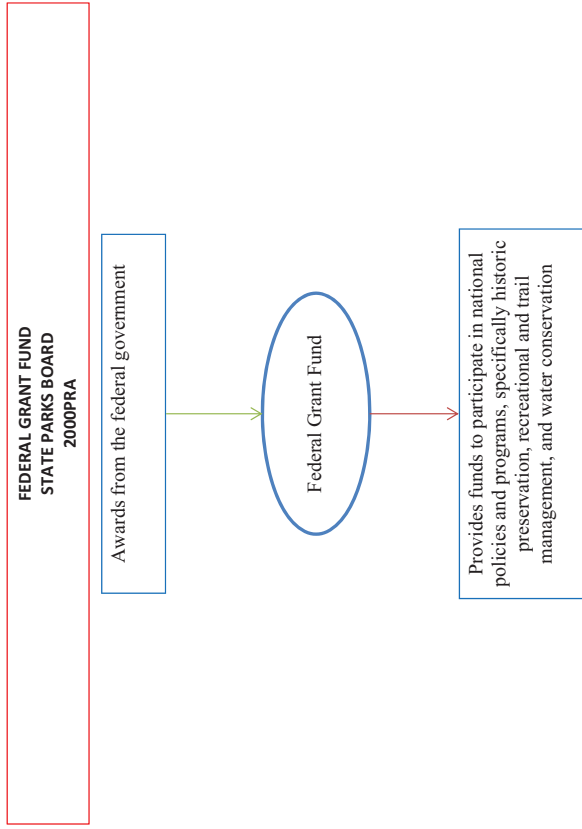 FEDERAL GRANT FUND
STATE PARKS BOARD
2000PRA
Awards from the federal government
Federal Grant Fund
Provides funds to participate in national
policies and programs, specifically historic
preservation, recreational and trail
management, and water conservation